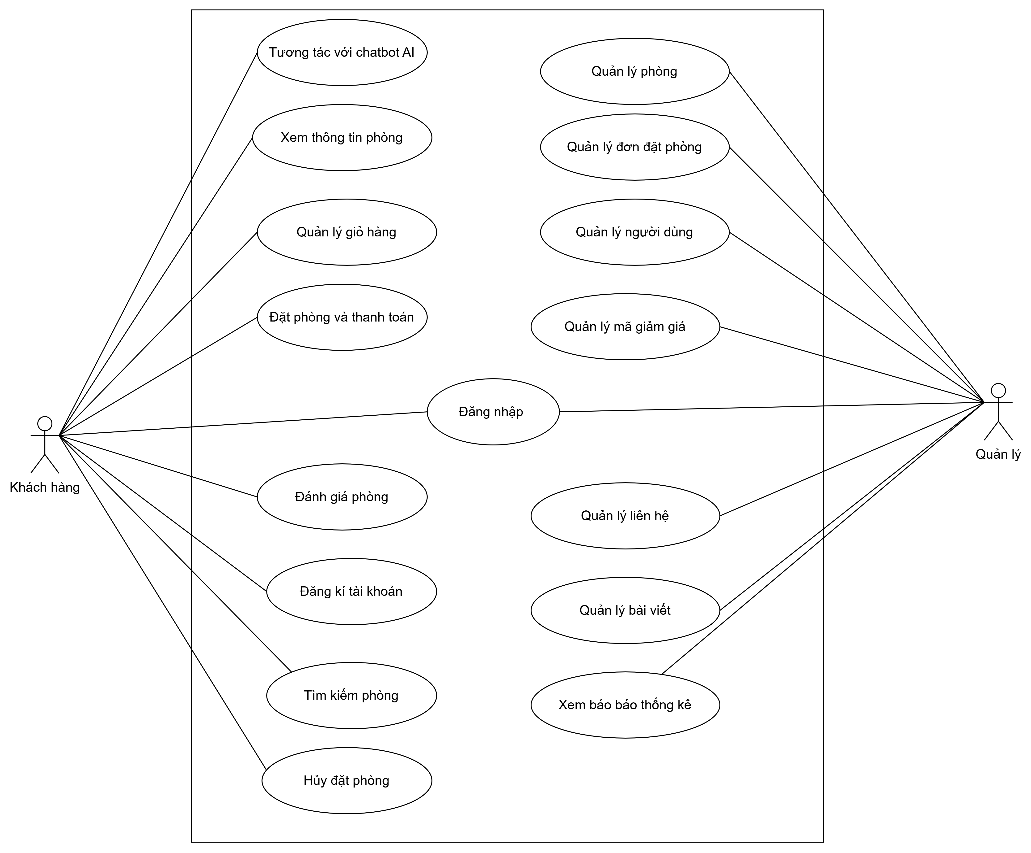 Tương tác với chatbot AI
Xem thông tin phòng
Quản lý giỏ hàng
Đặt phòng và thanh toán
Đăng nhập
Khách hàng
Đánh giá phòng
Đăng kí tài khoản
Tìm kiếm phòng
Hủy đặt phòng
Quản lý phòng
Quản lý đơn đặt phòng
Quản lý người dùng
Quản lý mã giảm giá
Quản lý
Quản lý liên hệ
Quản lý bài viết
Xem báo báo thống kê